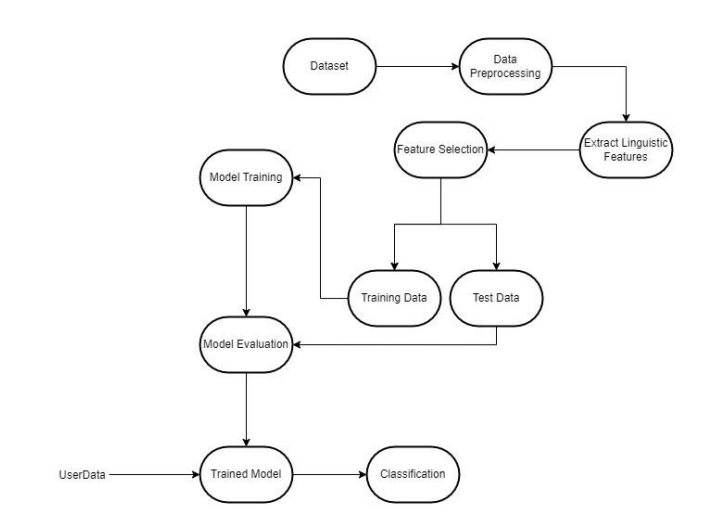 Dataset
Data
Preprocessing
Extract Linguistic
Features
Feature Selection
Model Training
Training Data
Test Data
Model Evaluation
UserData
Trained Model
Classification